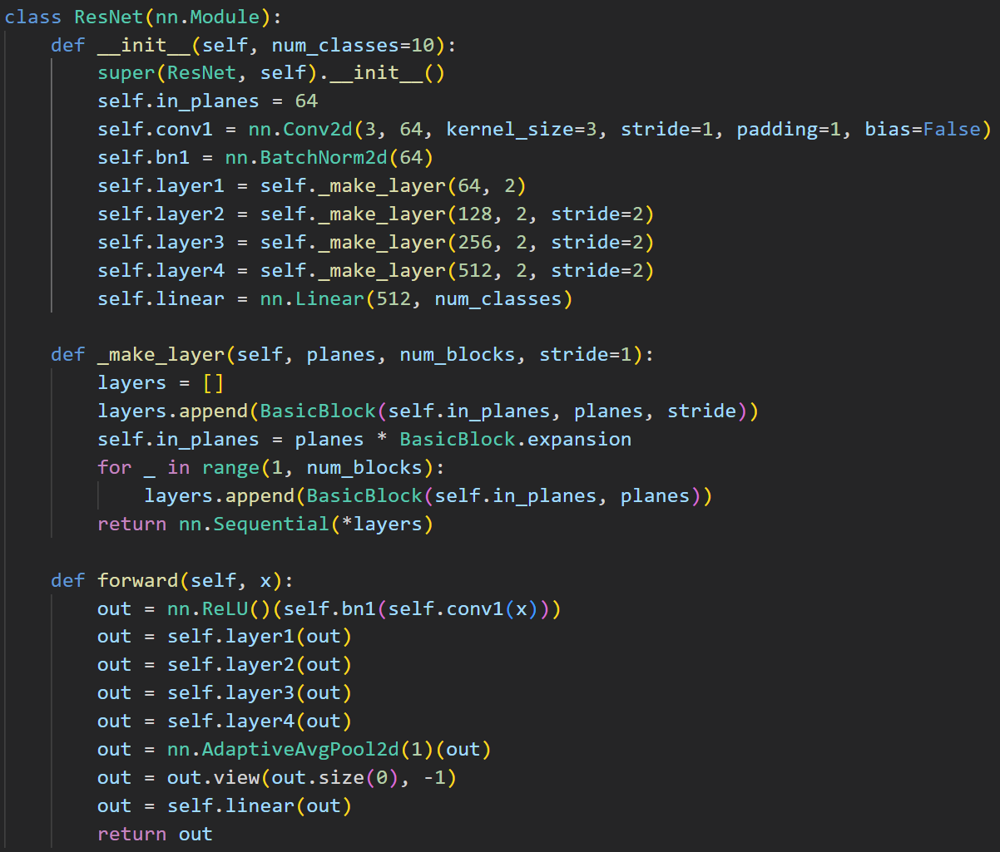 class ResNet(nn.Module):
    def __init__(self, num_classes=10):
        super(ResNet, self).__init__()
        self.in_planes = 64
        self.conv1 = nn.Conv2d(3, 64, kernel_size=3, stride=1, padding=1, bias=False)
        self.bn1 = nn.BatchNorm2d(64)
        self.layer1 = self._make_layer(64, 2)
        self.layer2 = self._make_layer(128, 2, stride=2)
        self.layer3 = self._make_layer(256, 2, stride=2)
        self.layer4 = self._make_layer(512, 2, stride=2)
        self.linear = nn.Linear(512, num_classes)

    def _make_layer(self, planes, num_blocks, stride=1):
        layers = []
        layers.append(BasicBlock(self.in_planes, planes, stride))
        self.in_planes = planes * BasicBlock.expansion
        for _ in range(1, num_blocks):
            layers.append(BasicBlock(self.in_planes, planes))
        return nn.Sequential(*layers)

    def forward(self, x):
        out = nn.ReLU()(self.bn1(self.conv1(x)))
        out = self.layer1(out)
        out = self.layer2(out)
        out = self.layer3(out)
        out = self.layer4(out)
        out = nn.AdaptiveAvgPool2d(1)(out)
        out = out.view(out.size(0), -1)
        out = self.linear(out)
        return out